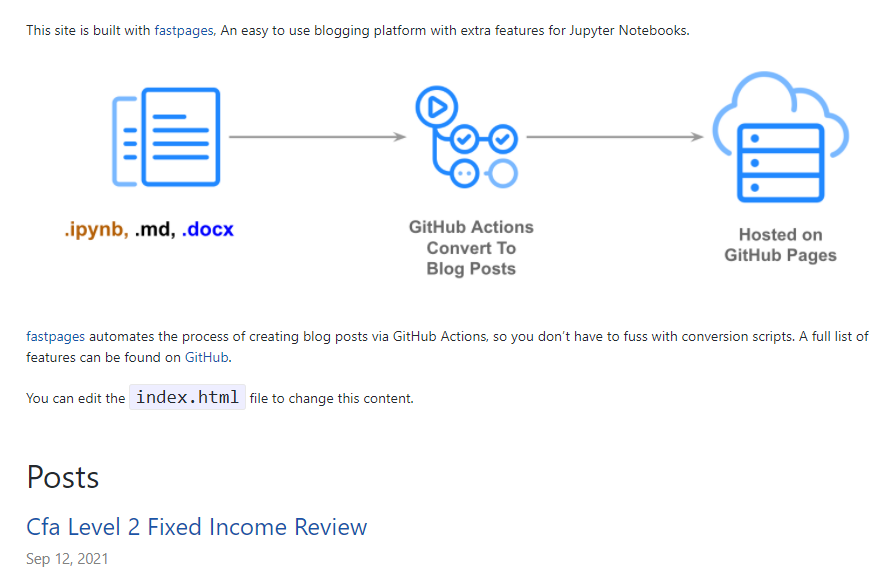 This site is built with fastpages, An easy to use blogging platform with extra features for Jupyter Notebooks.
.ipynb, .md, .docx
GitHub Actions
Convert To
Blog Posts
Hosted on
GitHub Pages
fastpages automates the process of creating blog posts via GitHub Actions, so you don't have to fuss with conversion scripts. A full list of
features can be found on GitHub.
You can edit the index.html file to change this content.
Posts
Cfa Level 2 Fixed Income Review
Sep 12, 2021